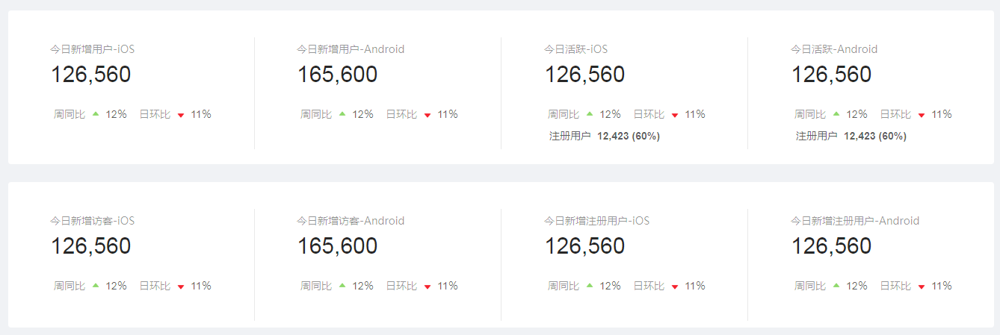 今日新增用户-iOS
126,560
周同比 12% 日环比 11%
今日新增用户-Android
165,600
周同比 12% 日环比 11%
今日活跃-iOS
126,560
周同比 12% 日环比 11%
注册用户 12,423 (60%)
今日活跃-Android
126,560
周同比 12% 日环比 11%
注册用户 12,423 (60%)
今日新增访客-iOS
126,560
周同比 12% 日环比 11%
今日新增访客-Android
165,600
周同比 12% 日环比 11%
今日新增注册用户-iOS
126,560
周同比 12% 日环比 11%
今日新增注册用户-Android
126,560
周同比 12% 日环比 11%